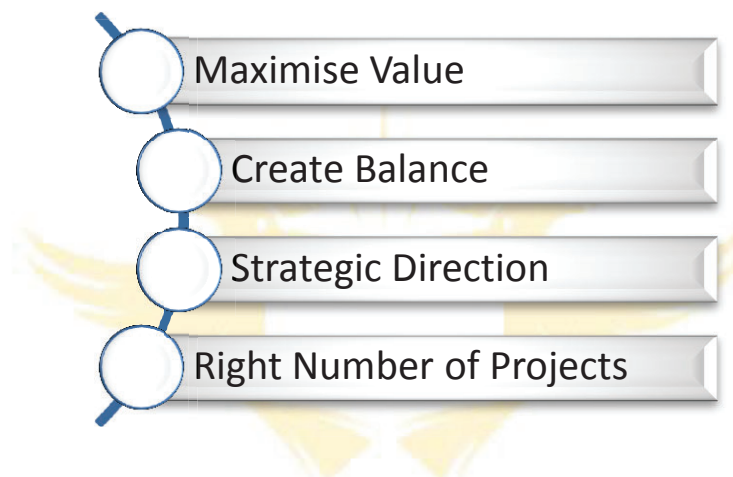 Maximise Value
Create Balance
Strategic Direction
Right Number of Projects